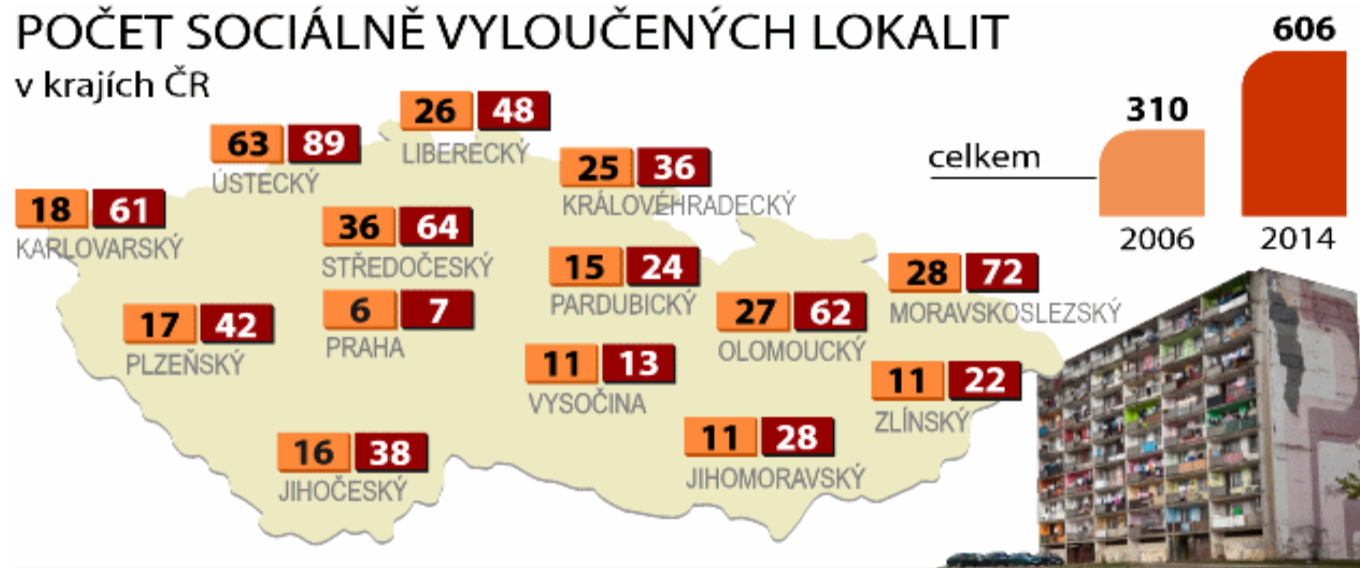 POČET SOCIÁLNĚ VYLOUČENÝCH LOKALIT
v krajích ČR
606
310
celkem
2006 2014
26 48
LIBERECKÝ
63 89
ÚSTECKÝ
25 36
KRÁLOVÉHRADECKÝ
18 61
KARLOVARSKÝ
36 64
STŘEDOČESKÝ
15 24
PARDUBICKÝ
28 72
MORAVSKOSLEZSKÝ
17 42
PLZEŇSKÝ
6 7
PRAHA
27 62
OLOMOUCKÝ
11 13
VYSOČINA
11 22
ZLÍNSKÝ
16 38
JIHOČESKÝ
11 28
JIHOMORAVSKÝ